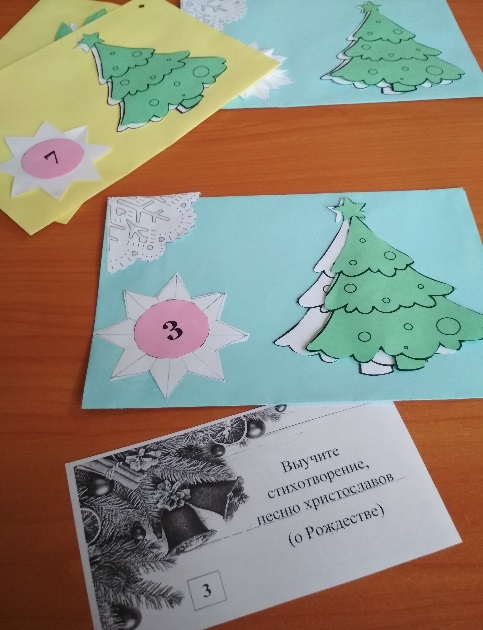 7
3
Выучите
стихотворение,
песню христославов
(о Рождестве)
3